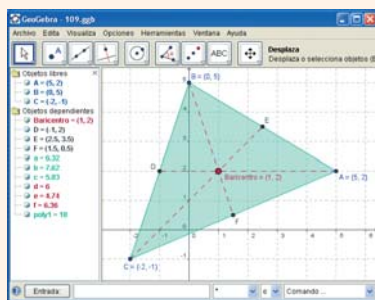 GeoGebra - 109.ggb
Archivo Edita Visualiza Opciones Herramientas Ventana Ayuda
ABC
Desplaza
Desplaza o selecciona objetos (E
Objetos libres
A = (5, 2)
B = (0, 5)
C = (-2, -1)
Objetos dependientes
Baricentro = (1, 2)
D = (-1, 2)
E = (2.5, 3.5)
F = (1.5, 0.5)
a = 6.32
b = 7.62
c = 5.83
d = 6
e = 4.74
f = 6.36
poly1 = 18
B = (0, 5)
E
D
Baricentro = (1, 2)
A = (5, 2)
F
C = (-2, -1)
Entrada:
Comando ...